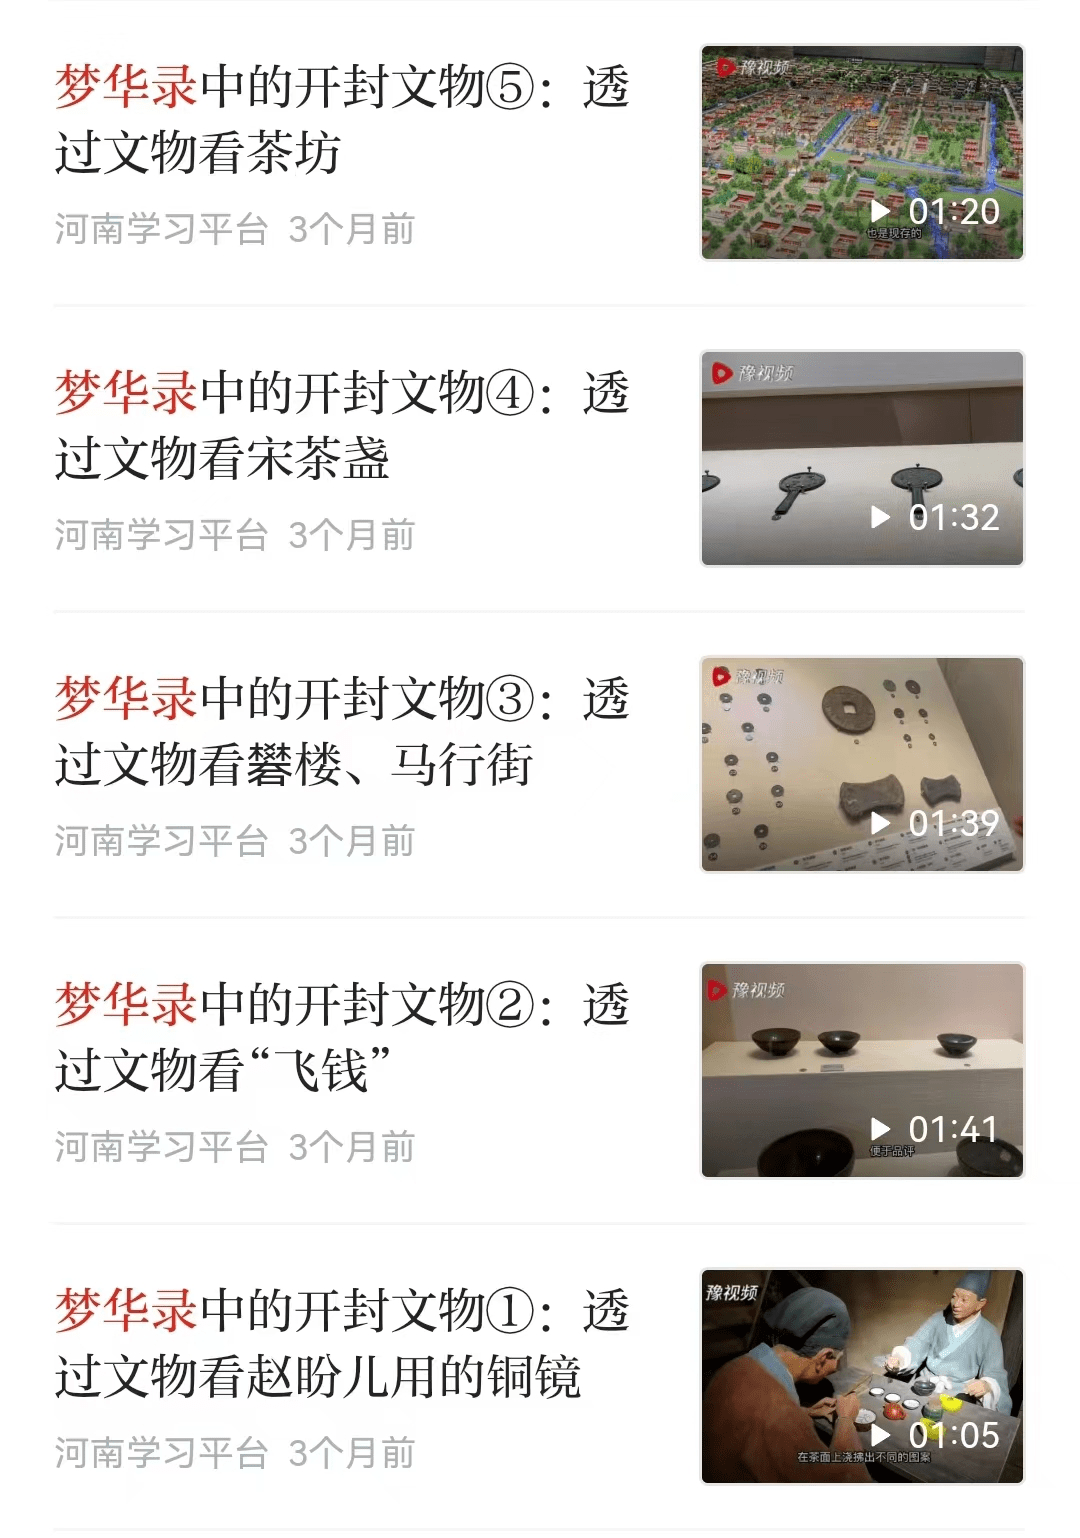 梦华录中的开封文物⑤：透
过文物看茶坊
河南学习平台 3个月前
豫视频
01:20
也是现存的
梦华录中的开封文物④：透
过文物看宋茶盏
河南学习平台 3个月前
豫视频
01:32
梦华录中的开封文物③：透
过文物看礬楼、马行街
河南学习平台 3个月前
豫视频
01:39
梦华录中的开封文物②：透
过文物看“飞钱”
河南学习平台 3个月前
豫视频
01:41
便于品评
梦华录中的开封文物①：透
过文物看赵盼儿用的铜镜
河南学习平台 3个月前
豫视频
01:05
在茶面上浇拂出不同的图案